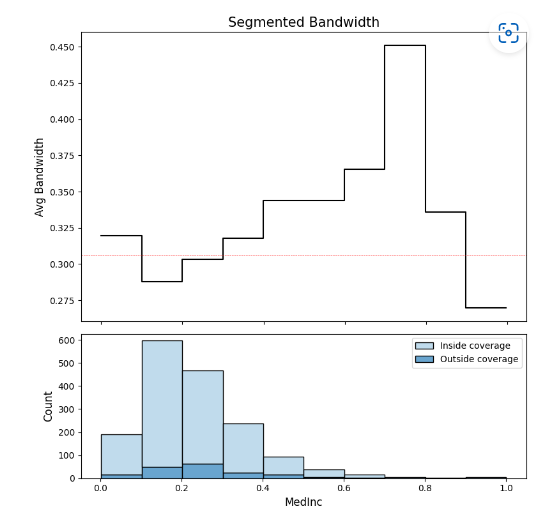 Segmented Bandwidth
0.450
0.425
0.400
0.375
0.350
0.325
0.300
0.275
Avg Bandwidth
600
500
400
300
200
100
0
Count
Inside coverage
Outside coverage
0.0 0.2 0.4 0.6 0.8 1.0
MedInc